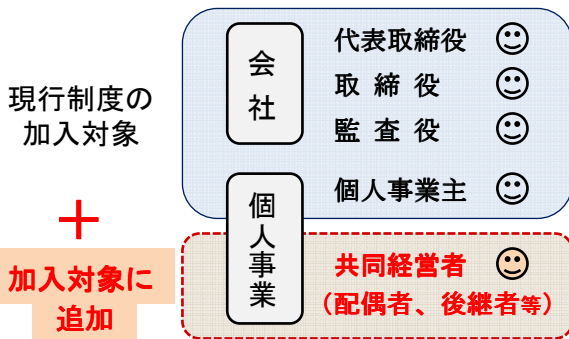 現行制度の
加入対象
＋
加入対象に
追加
会社
代表取締役
取締役
監査役
個人事業
個人事業主
共同経営者
（配偶者、後継者等）